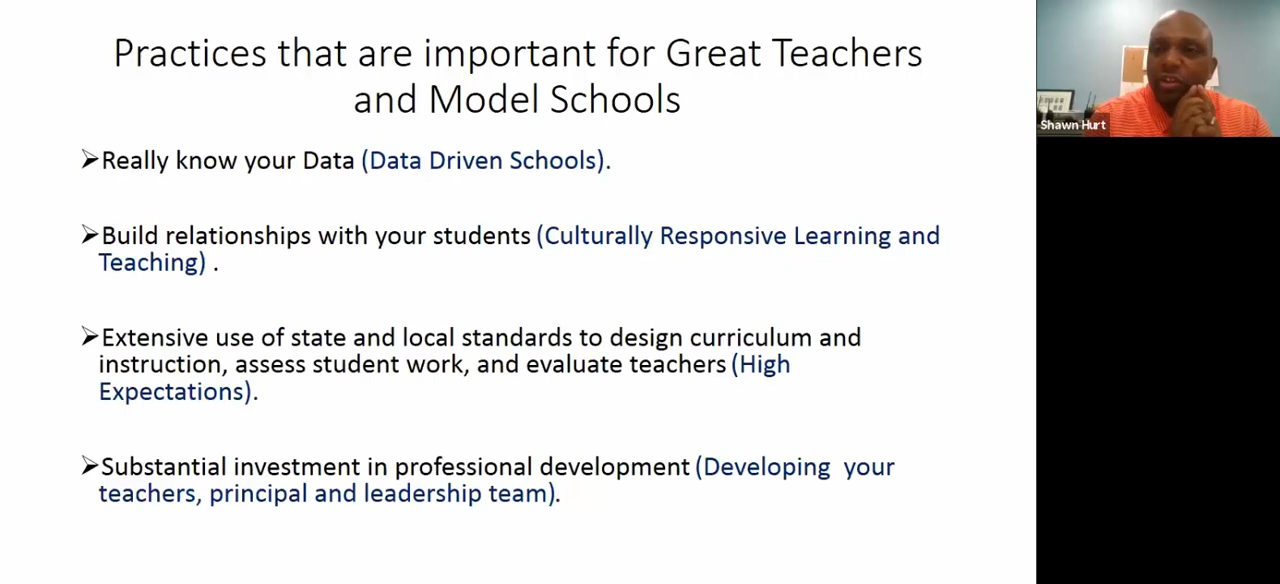 Practices that are important for Great Teachers
and Model Schools
➢Really know your Data (Data Driven Schools).
➢Build relationships with your students (Culturally Responsive Learning and
Teaching) .
➢Extensive use of state and local standards to design curriculum and
instruction, assess student work, and evaluate teachers (High
Expectations).
➢Substantial investment in professional development (Developing  your
teachers, principal and leadership team).
Shawn Hurt